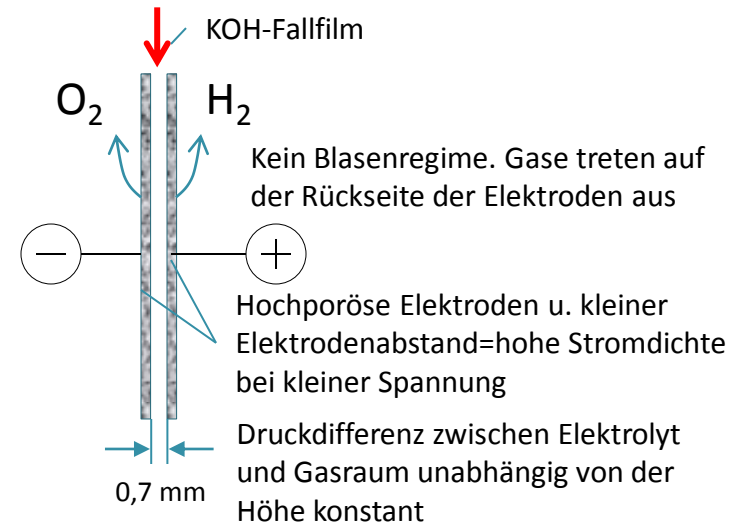 KOH-Fallfilm
O₂ H₂
Kein Blasenregime. Gase treten auf
der Rückseite der Elektroden aus
− +
Hochporöse Elektroden u. kleiner
Elektrodenabstand=hohe Stromdichte
bei kleiner Spannung
Druckdifferenz zwischen Elektrolyt
und Gasraum unabhängig von der
Höhe konstant
0,7 mm